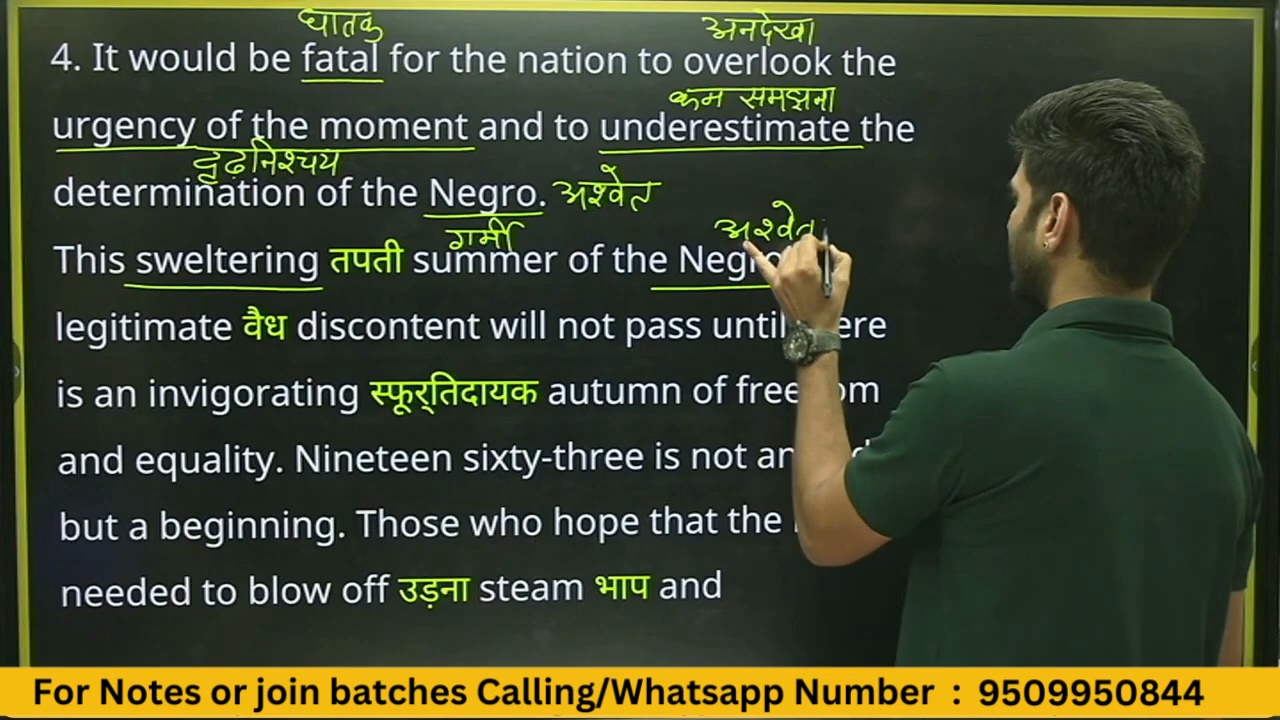 घातक अनदेखा
4. It would be fatal for the nation to overlook the
कम समझना
urgency of the moment and to underestimate the
दृढ़निश्चय
determination of the Negro. अश्वेत
गर्मी अश्वेत
This sweltering तपती summer of the Negro
legitimate वैध discontent will not pass until
is an invigorating स्फूर्तिदायक autumn of freedom
and equality. Nineteen sixty-three is not an
but a beginning. Those who hope that the
needed to blow off उड़ना steam भाप and
For Notes or join batches Calling/Whatsapp Number : 9509950844